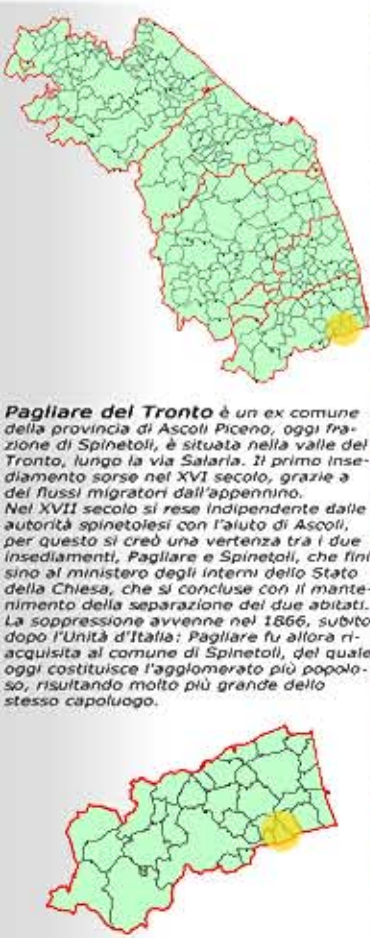 Pagliare del Tronto è un ex comune
della provincia di Ascoli Piceno, oggi fra-
zione di Spinetoli, è situata nella valle del
Tronto, lungo la via Salaria. Il primo inse-
diamento sorse nel XVI secolo, grazie a
dei flussi migratori dall'appennino.
Nel XVII secolo si rese indipendente dalle
autorità spinetolesi con l'aiuto di Ascoli,
per questo si creò una vertenza tra i due
insediamenti, Pagliare e Spinetoli, che finì
sino al ministero degli interni dello Stato
della Chiesa, che si concluse con il mante-
nimento della separazione dei due abitati.
La soppressione avvenne nel 1866, subito
dopo l'Unità d'Italia: Pagliare fu allora ri-
acquisita al comune di Spinetoli, del quale
oggi costituisce l'agglomerato più popolo-
so, risultando molto più grande dello
stesso capoluogo.